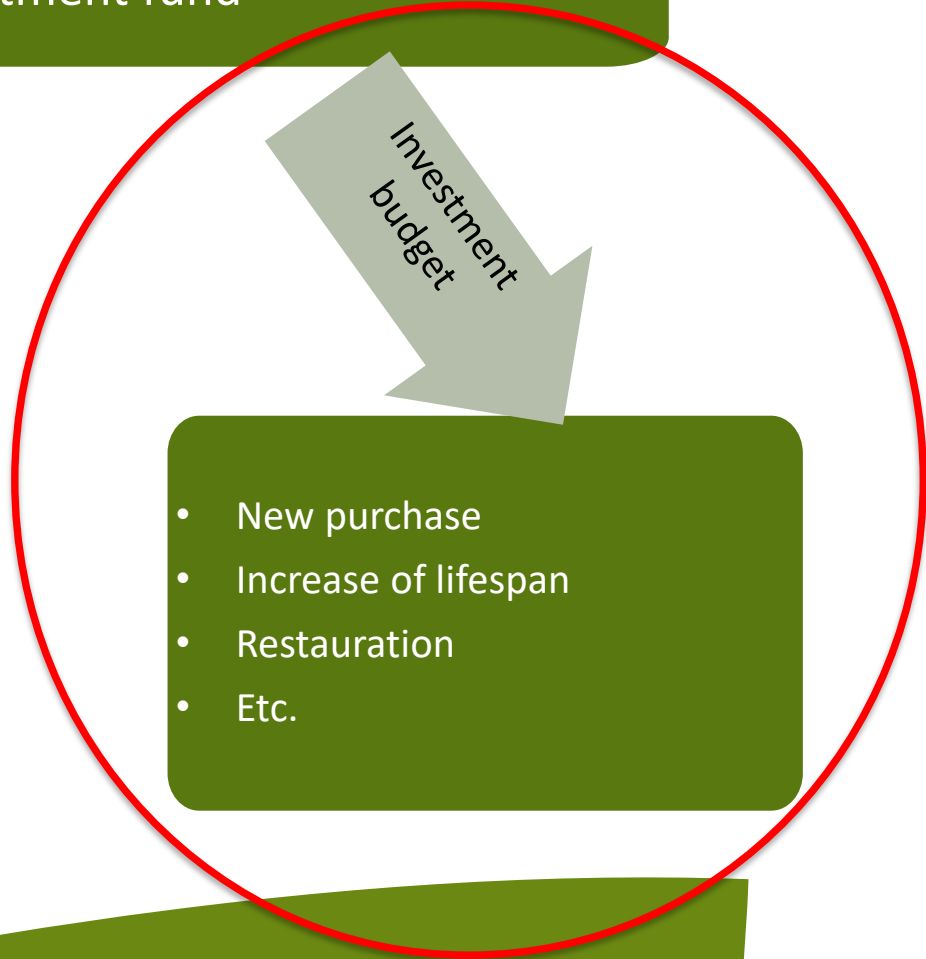 Investment
budget
• New purchase
• Increase of lifespan
• Restauration
• Etc.